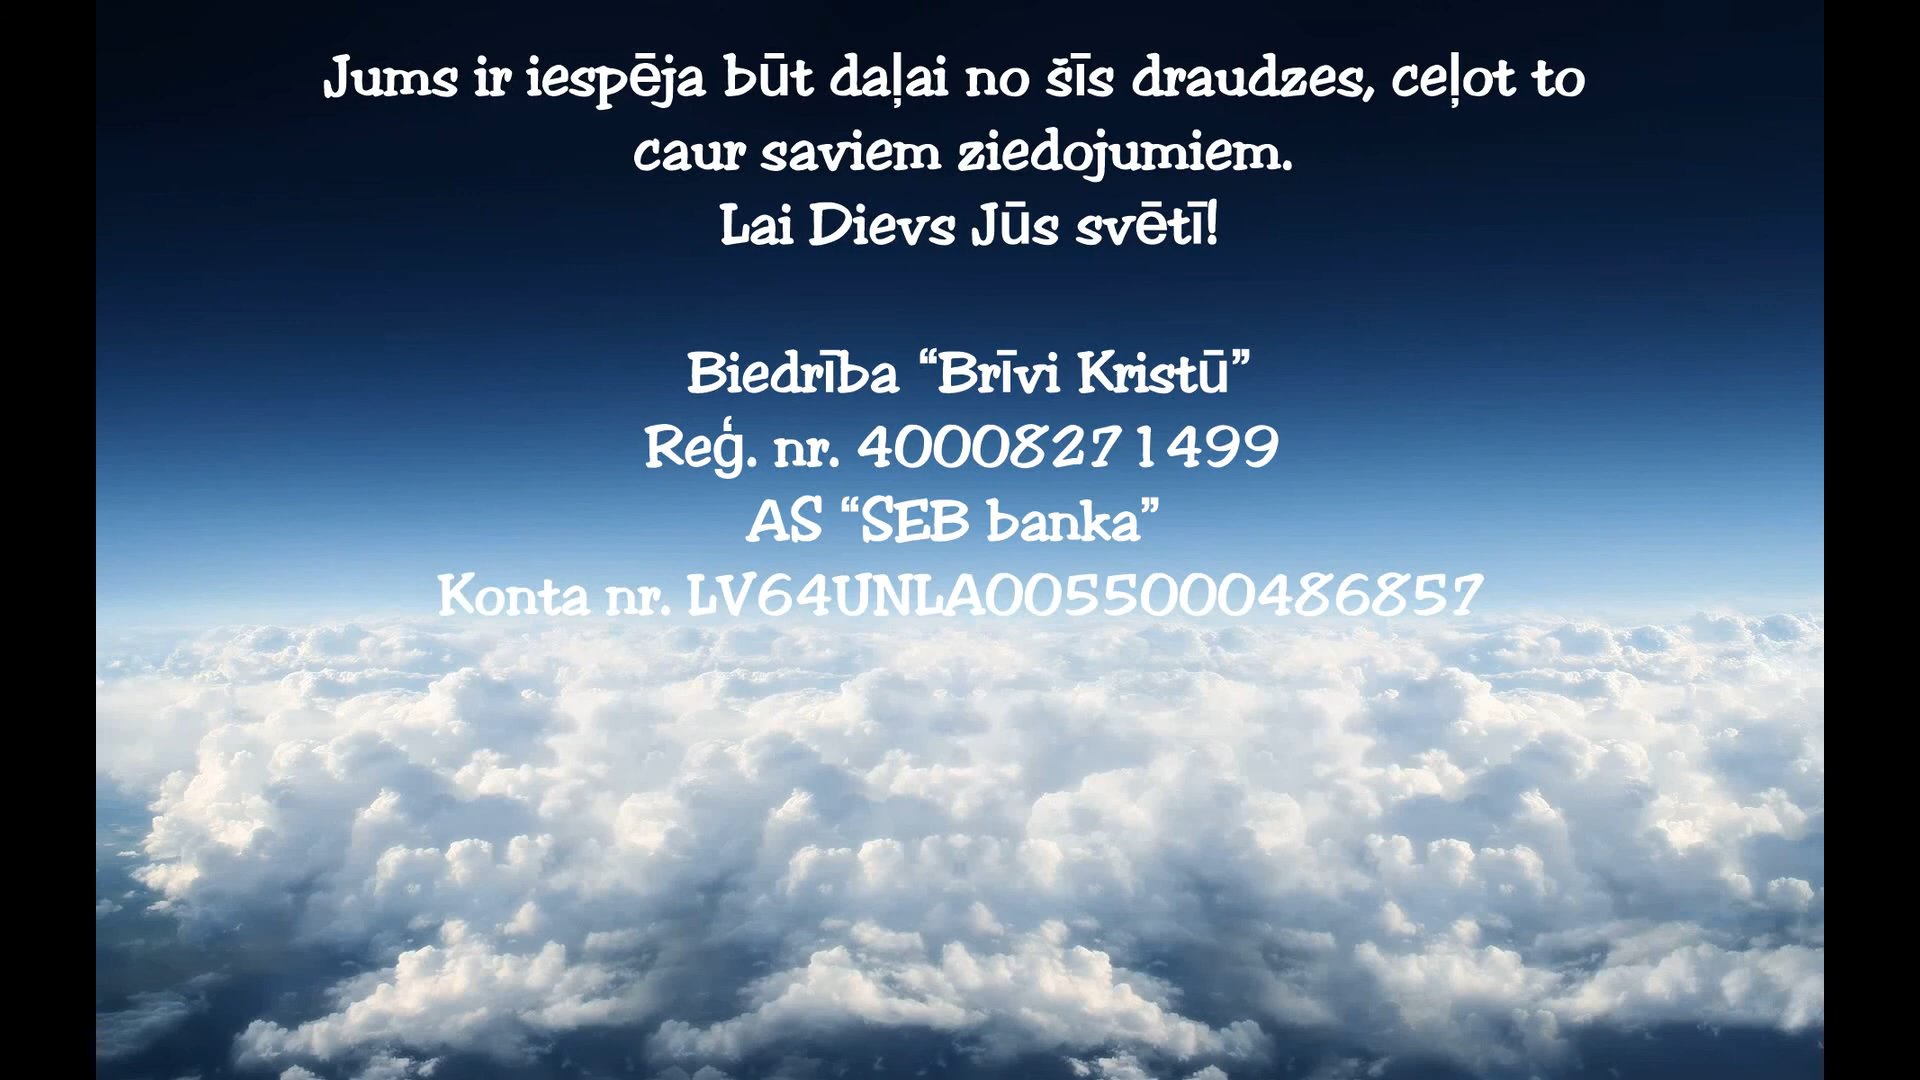 Jums ir iespēja būt daļai no šīs draudzes, ceļot to
caur saviem ziedojumiem.
Lai Dievs Jūs svētī!
Biedrība “Brīvi Kristū”
Reģ. nr. 40008271499
AS “SEB banka”
Konta nr. LV64UNLA0055000486857